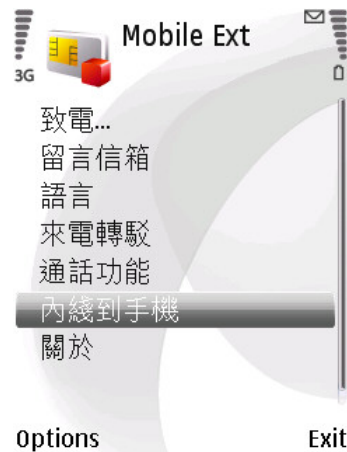 Mobile Ext
3G
致電...
留言信箱
語言
來電轉駁
通話功能
內綫到手機
關於
Options Exit